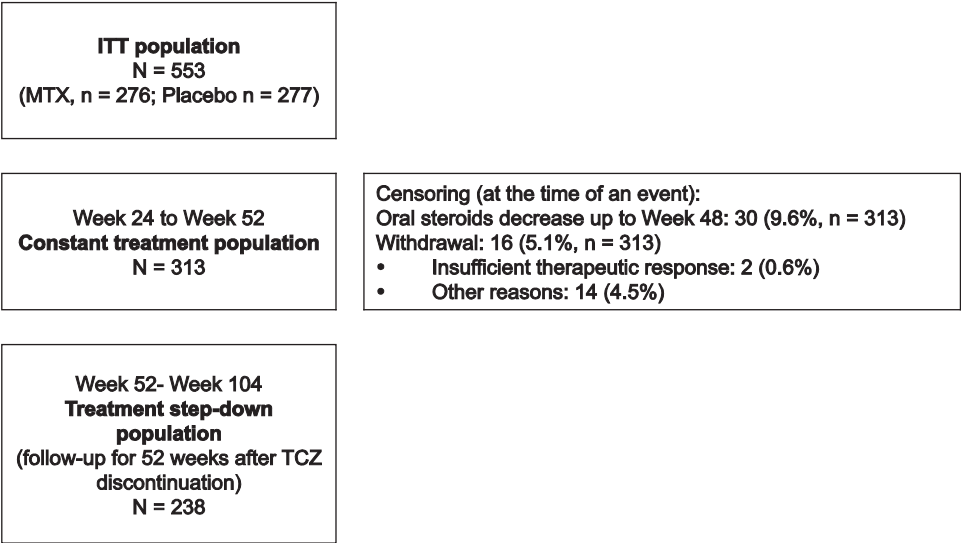 ITT population
N = 553
(MTX, n = 276; Placebo n = 277)
Week 24 to Week 52
Constant treatment population
N = 313
Censoring (at the time of an event):
Oral steroids decrease up to Week 48: 30 (9.6%, n = 313)
Withdrawal: 16 (5.1%, n = 313)
• Insufficient therapeutic response: 2 (0.6%)
• Other reasons: 14 (4.5%)
Week 52- Week 104
Treatment step-down
population
(follow-up for 52 weeks after TCZ
discontinuation)
N = 238